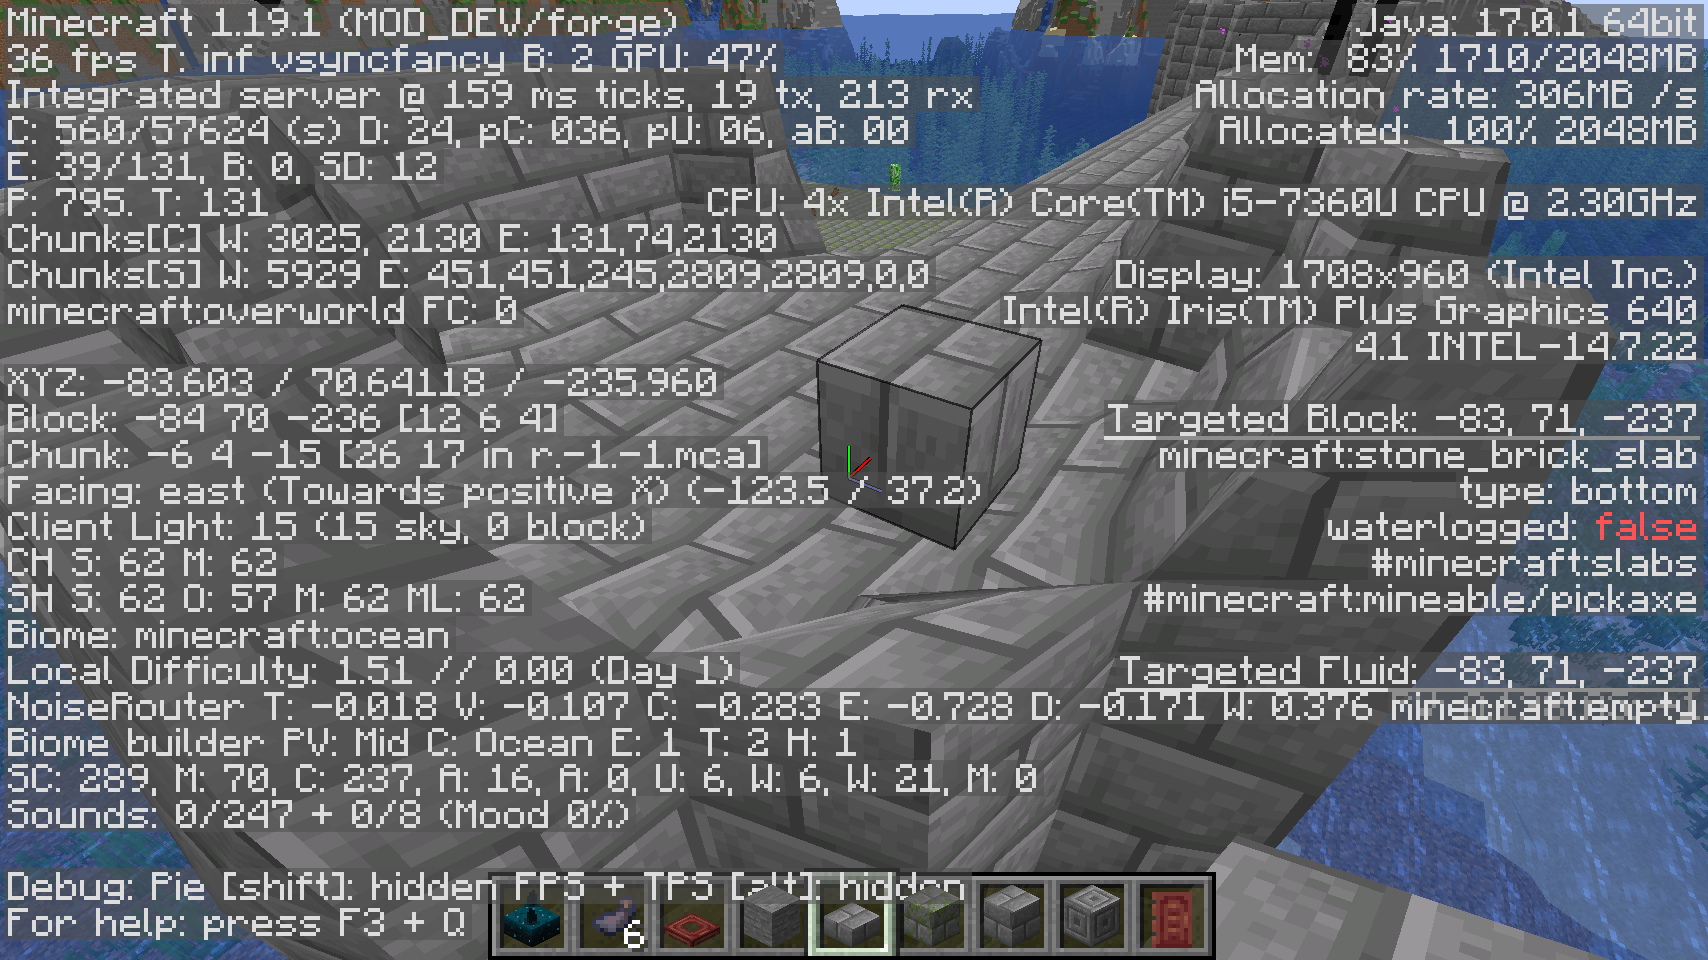 Minecraft 1.19.1 (MOD_DEV/forge)
36 fps T: inf vsyncfancy B: 2 GPU: 47%
Integrated server @ 159 ms ticks, 19 tx, 213 rx
C: 560/57624 (s) D: 24, pC: 036, pU: 06, aB: 00
E: 39/131, B: 0, SD: 12
P: 795. T: 131
Chunks[C] W: 3025, 2130 E: 131,74,2130
Chunks[S] W: 5929 E: 451,451,245,2809,2809,0,0
minecraft:overworld FC: 0
XYZ: -83.603 / 70.64118 / -235.960
Block: -84 70 -236 [12 6 4]
Chunk: -6 4 -15 [26 17 in r.-1.-1.mca]
Facing: east (Towards positive X) (-123.5 / 37.2)
Client Light: 15 (15 sky, 0 block)
CH S: 62 M: 62
SH S: 62 O: 57 M: 62 ML: 62
Biome: minecraft:ocean
Local Difficulty: 1.51 // 0.00 (Day 1)
NoiseRouter T: -0.018 V: -0.107 C: -0.283 E: -0.728 D: -0.171 W: 0.376
Biome builder PV: Mid C: Ocean E: 1 T: 2 H: 1
SC: 289, M: 70, C: 237, A: 16, A: 0, U: 6, W: 6, W: 21, M: 0
Sounds: 0/247 + 0/8 (Mood 0%)
Debug: Pie [shift]: hidden FPS + TPS [alt]: hidden
For help: press F3 + Q
Java: 17.0.1 64bit
Mem: 83% 1710/2048MB
Allocation rate: 306MB /s
Allocated: 100% 2048MB
CPU: 4x Intel(R) Core(TM) i5-7360U CPU @ 2.30GHz
Display: 1708x960 (Intel Inc.)
Intel(R) Iris(TM) Plus Graphics 640
4.1 INTEL-14.7.22
Targeted Block: -83, 71, -237
minecraft:stone_brick_slab
type: bottom
waterlogged: false
#minecraft:slabs
#minecraft:mineable/pickaxe
Targeted Fluid: -83, 71, -237
minecraft:empty
6